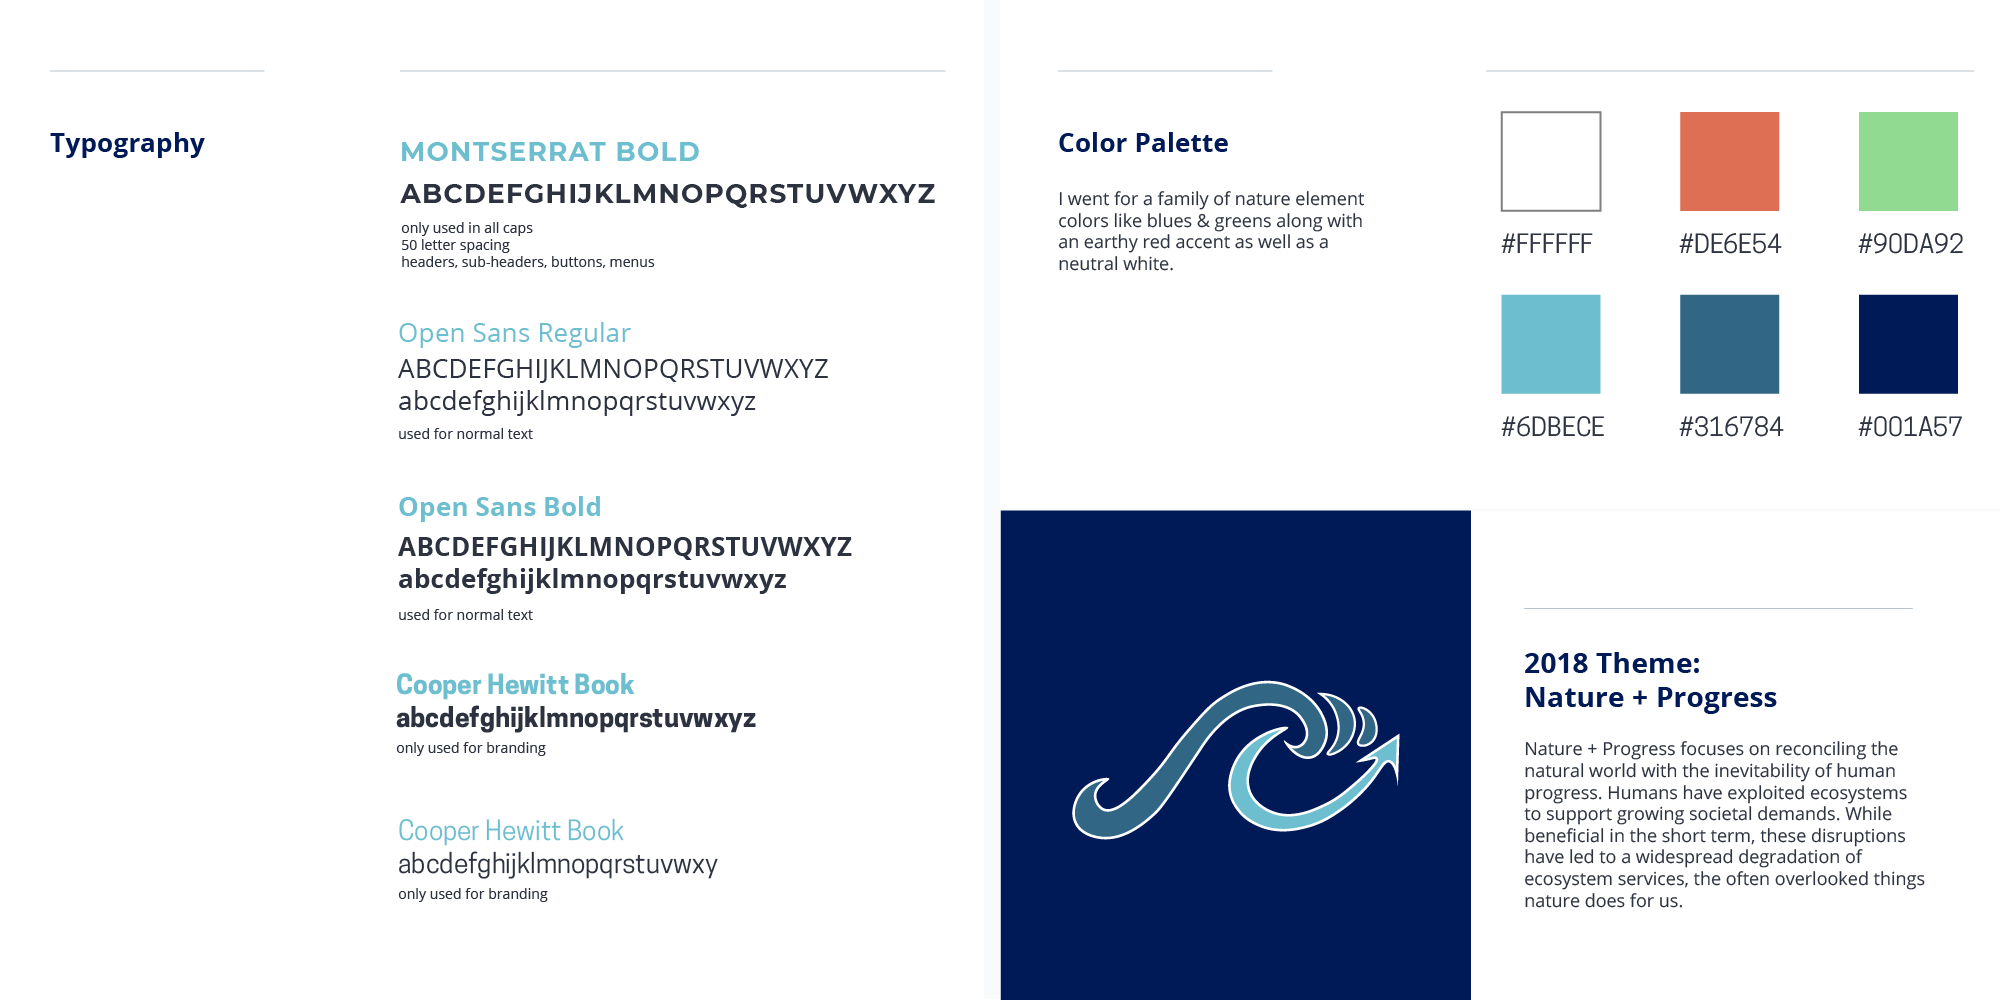 Typography
MONTSERRAT BOLD
ABCDEFGHIJKLMNOPQRSTUVWXYZ
only used in all caps
50 letter spacing
headers, sub-headers, buttons, menus
Open Sans Regular
ABCDEFGHIJKLMNOPQRSTUVWXYZ
abcdefghijklmnopqrstuvwxyz
used for normal text
Open Sans Bold
ABCDEFGHIJKLMNOPQRSTUVWXYZ
abcdefghijklmnopqrstuvwxyz
used for normal text
Cooper Hewitt Book
abcdefghijklmnopqrstuvwxyz
only used for branding
Cooper Hewitt Book
abcdefghijklmnopqrstuvwxy
only used for branding
Color Palette
I went for a family of nature element
colors like blues & greens along with
an earthy red accent as well as a
neutral white.
#FFFFFF
#DE6E54
#90DA92
#6DBECE
#316784
#001A57
2018 Theme:
Nature + Progress
Nature + Progress focuses on reconciling the
natural world with the inevitability of human
progress. Humans have exploited ecosystems
to support growing societal demands. While
beneficial in the short term, these disruptions
have led to a widespread degradation of
ecosystem services, the often overlooked things
nature does for us.